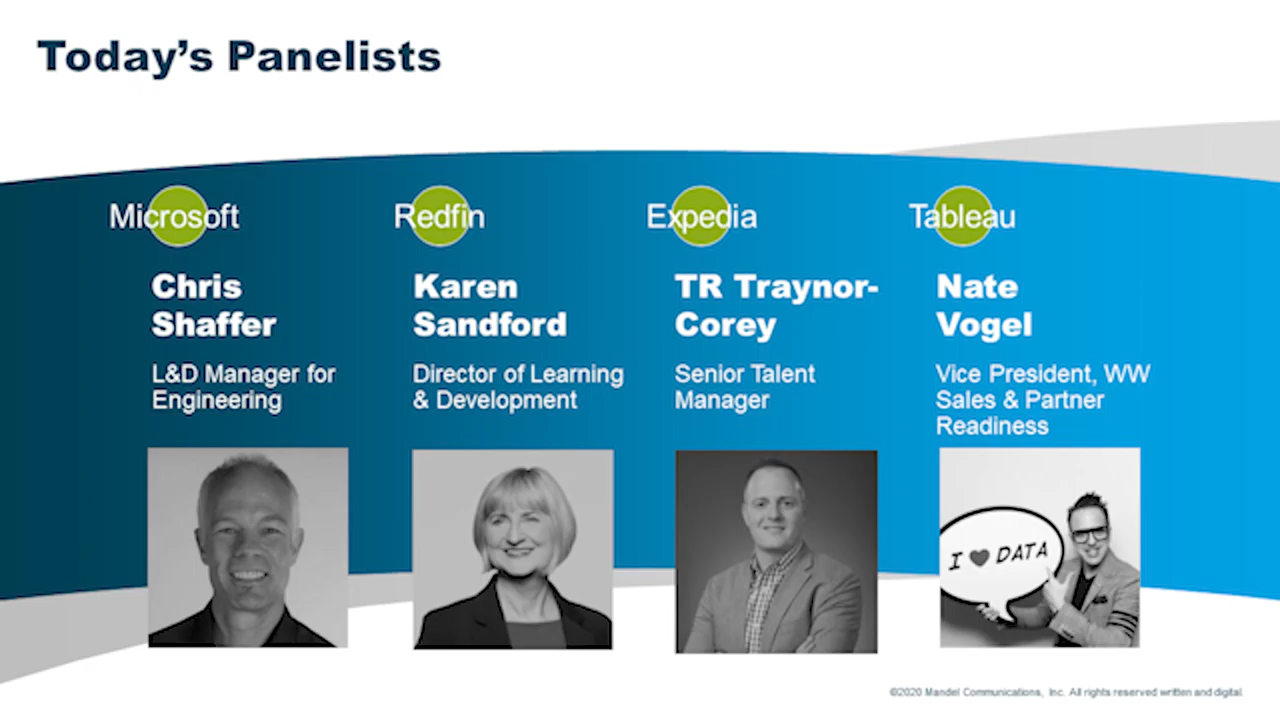 Today's Panelists
Microsoft
Redfin
Expedia
Tableau
Chris
Shaffer
Karen
Sandford
TR Traynor-
Corey
Nate
Vogel
L&D Manager for
Engineering
Director of Learning
& Development
Senior Talent
Manager
Vice President, WW
Sales & Partner
Readiness
I ♥ DATA
©2020 Mandel Communications, Inc. All rights reserved written and digital.